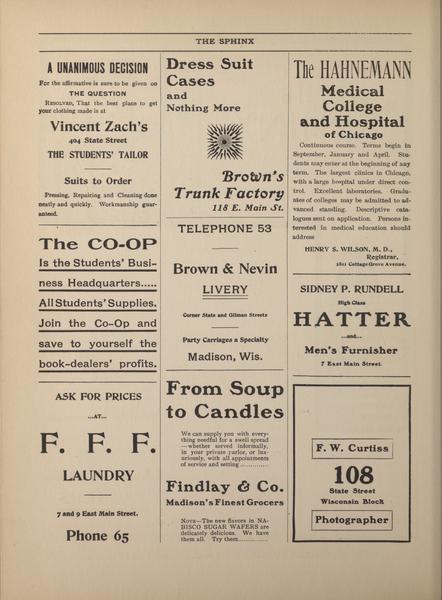 THE SPHINX
A UNANIMOUS DECISION
For the affirmative is sure to be given on
THE QUESTION
RESOLVED, That the best place to get
your clothing made is at
Vincent Zach's
404 State Street
THE STUDENTS' TAILOR
Suits to Order
Pressing, Repairing and Cleaning done
neatly and quickly. Workmanship guar-
anteed.
The CO-OP
Is the Students' Busi-
ness Headquarters.....
All Students' Supplies.
Join the Co-Op and
save to yourself the
book-dealers' profits.
ASK FOR PRICES
...AT...
F. F. F.
LAUNDRY
7 and 9 East Main Street.
Phone 65
Dress Suit
Cases
and
Nothing More
Brown's
Trunk Factory
118 E. Main St.
TELEPHONE 53
Brown & Nevin
LIVERY
Corner State and Gilman Streets
Party Carriages a Specialty
Madison, Wis.
From Soup
to Candles
We can supply you with every-
thing needful for a swell spread
—whether served informally,
in your private parlor, or lux-
uriously, with all appointments
of service and setting ............
Findlay & Co.
Madison's Finest Grocers
NOTE—The new flavors in NA-
BISCO SUGAR WAFERS are
delicately delicious. We have
them all. Try them............
The HAHNEMANN
Medical
College
and Hospital
of Chicago
Continuous course. Terms begin in
September, January and April. Stu-
dents may enter at the beginning of any
term. The largest clinics in Chicago,
with a large hospital under direct con-
trol. Excellent laboratories. Gradu-
ates of colleges may be admitted to ad-
vanced standing. Descriptive cata-
logues sent on application. Persons in-
terested in medical education should
address
HENRY S. WILSON, M. D.,
Registrar,
2811 Cottage Grove Avenue.
SIDNEY P. RUNDELL
High Class
HATTER
...and...
Men's Furnisher
7 East Main Street
F. W. Curtiss
108
State Street
Wisconsin Block
Photographer